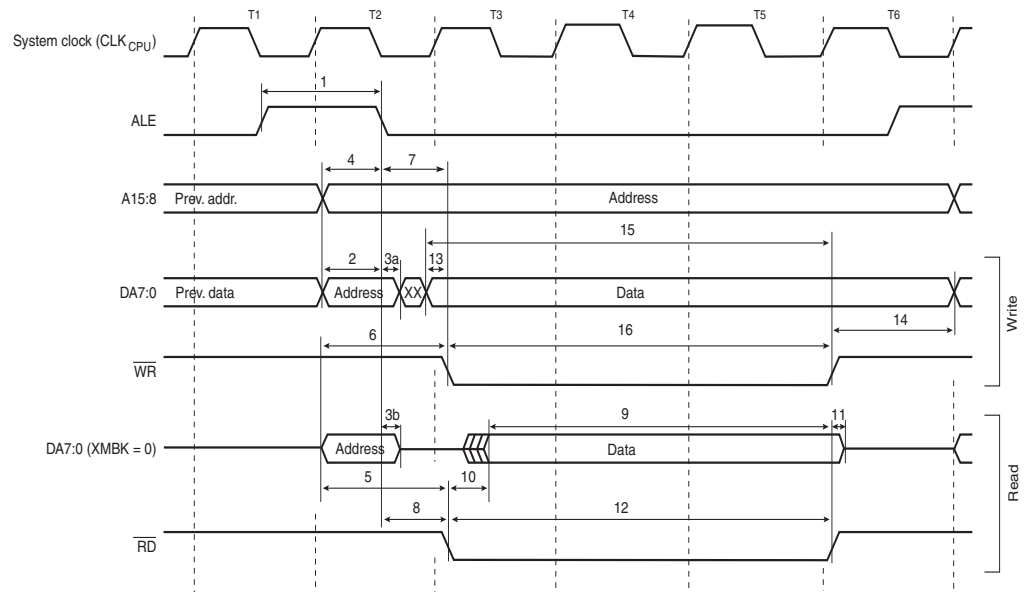 T1 T2 T3 T4 T5 T6
System clock (CLKCPU)
1
ALE
4 7
A15:8 Prev. addr. Address
15
2 3a 13
DA7:0 Prev. data Address XX Data
6 16 14
WR
Write
3b 9 11
DA7:0 (XMBK = 0) Address Data
5 10
8 12
RD
Read